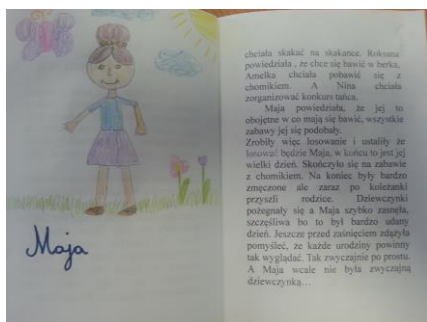 Maja
chciała skakać na skakance. Roksana
powiedziała , że chce się bawić w berka,
Amelka chciała pobawić się z
chomikiem. A Nina chciała
zorganizować konkurs tańca.
Maja powiedziała, że jej to
obojętne w co mają się bawić, wszystkie
zabawy jej się podobały.
Zrobiły więc losowanie i ustaliły że
losować będzie Maja, w końcu to jest jej
wielki dzień. Skończyło się na zabawie
z chomikiem. Na koniec były bardzo
zmęczone ale zaraz po koleżanki
przyszli rodzice. Dziewczynki
pożegnały się a Maja szybko zasnęła,
szczęśliwa bo to był bardzo udany
dzień. Jeszcze przed zaśnięciem zdążyła
pomyśleć, że każde urodziny powinny
tak wyglądać. Tak zwyczajnie po prostu.
A Maja wcale nie była zwyczajną
dziewczynką…